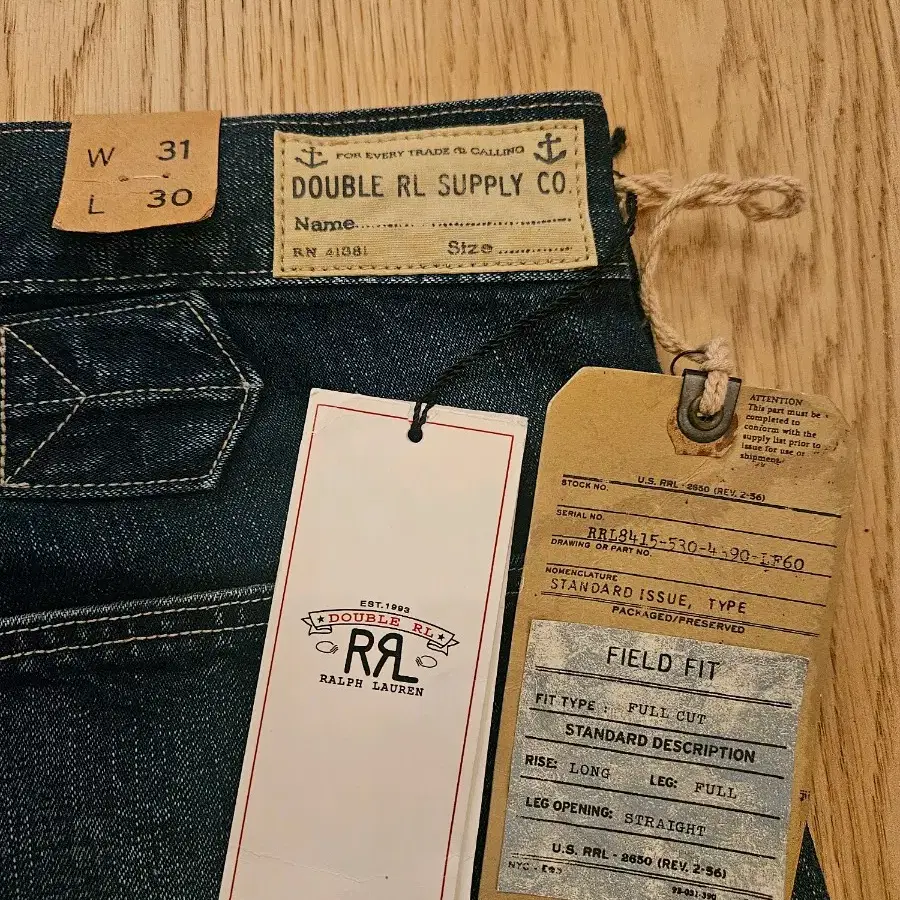 W 31
L 30
FOR EVERY TRADE OR CALLING
DOUBLE RL SUPPLY CO.
Name
RN 41381 Size
EST. 1993
DOUBLE RL
RRL
RALPH LAUREN
ATTENTION
This part must be
completed to
conform with the
supply list prior to
issue for use or
shipment.
U.S. RRL - 2650 (REV. 2-56)
STOCK NO.
SERIAL NO.
RRL8415-530-4-390-LF60
DRAWING OR PART NO.
NOMENCLATURE
STANDARD ISSUE, TYPE
PACKAGED/PRESERVED
FIELD FIT
FIT TYPE : FULL CUT
STANDARD DESCRIPTION
RISE: LONG LEG: FULL
LEG OPENING: STRAIGHT
U.S. RRL - 2650 (REV. 2-56)
NYC